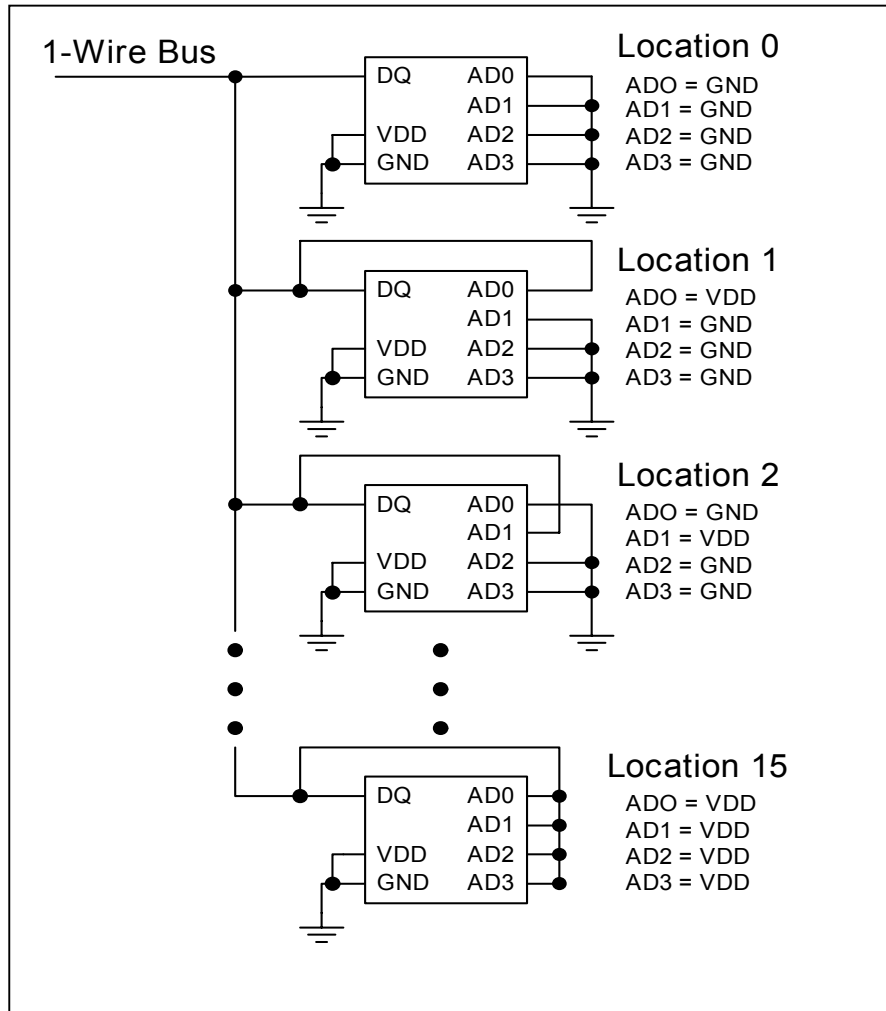 1-Wire Bus
DQ AD0
AD1
VDD AD2
GND AD3
Location 0
ADO = GND
AD1 = GND
AD2 = GND
AD3 = GND
DQ AD0
AD1
VDD AD2
GND AD3
Location 1
ADO = VDD
AD1 = GND
AD2 = GND
AD3 = GND
DQ AD0
AD1
VDD AD2
GND AD3
Location 2
ADO = GND
AD1 = VDD
AD2 = GND
AD3 = GND
DQ AD0
AD1
VDD AD2
GND AD3
Location 15
ADO = VDD
AD1 = VDD
AD2 = VDD
AD3 = VDD